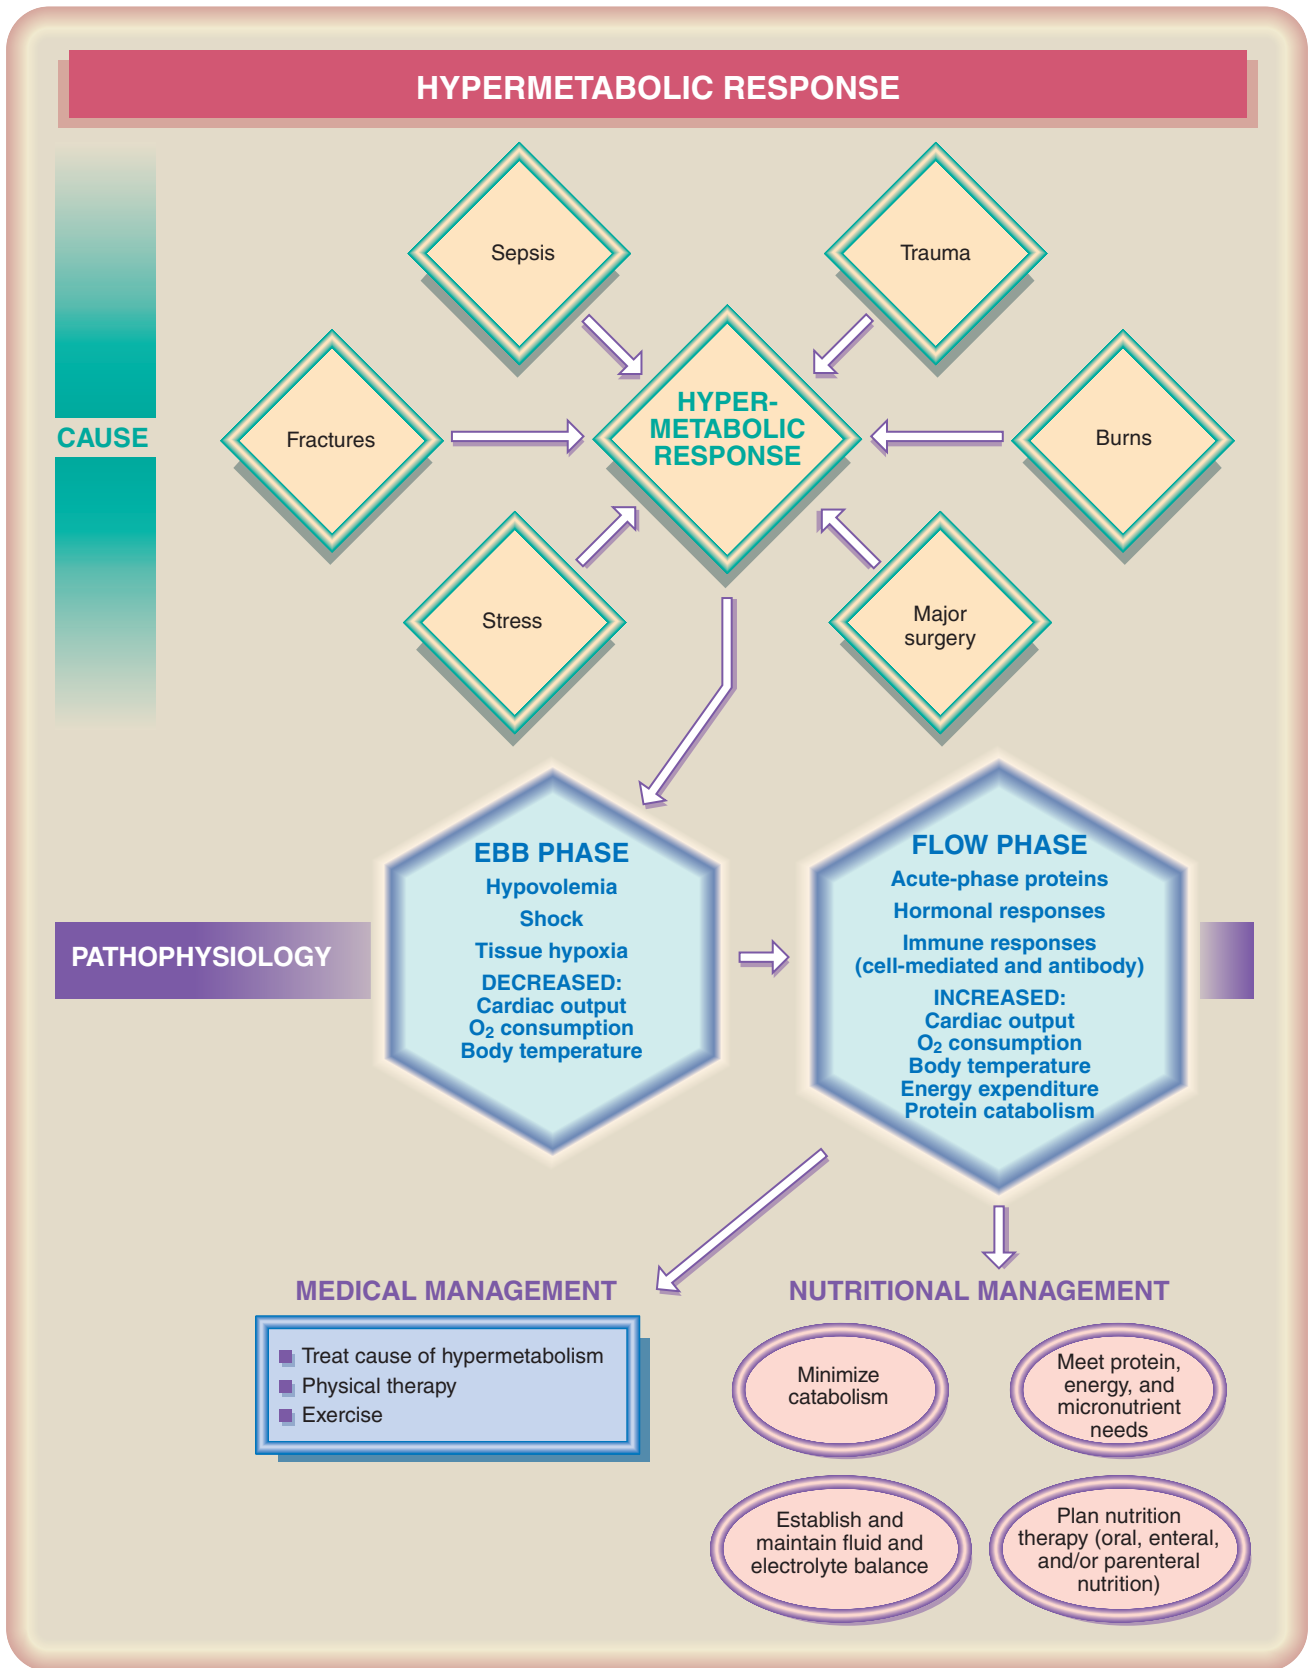 HYPERMETABOLIC RESPONSE
Sepsis
Trauma
CAUSE
Fractures
HYPER-
METABOLIC
RESPONSE
Burns
Stress
Major
surgery
PATHOPHYSIOLOGY
EBB PHASE
Hypovolemia
Shock
Tissue hypoxia
DECREASED:
Cardiac output
O₂ consumption
Body temperature
FLOW PHASE
Acute-phase proteins
Hormonal responses
Immune responses
(cell-mediated and antibody)
INCREASED:
Cardiac output
O₂ consumption
Body temperature
Energy expenditure
Protein catabolism
MEDICAL MANAGEMENT
Treat cause of hypermetabolism
Physical therapy
Exercise
NUTRITIONAL MANAGEMENT
Minimize
catabolism
Meet protein,
energy, and
micronutrient
needs
Establish and
maintain fluid and
electrolyte balance
Plan nutrition
therapy (oral, enteral,
and/or parenteral
nutrition)